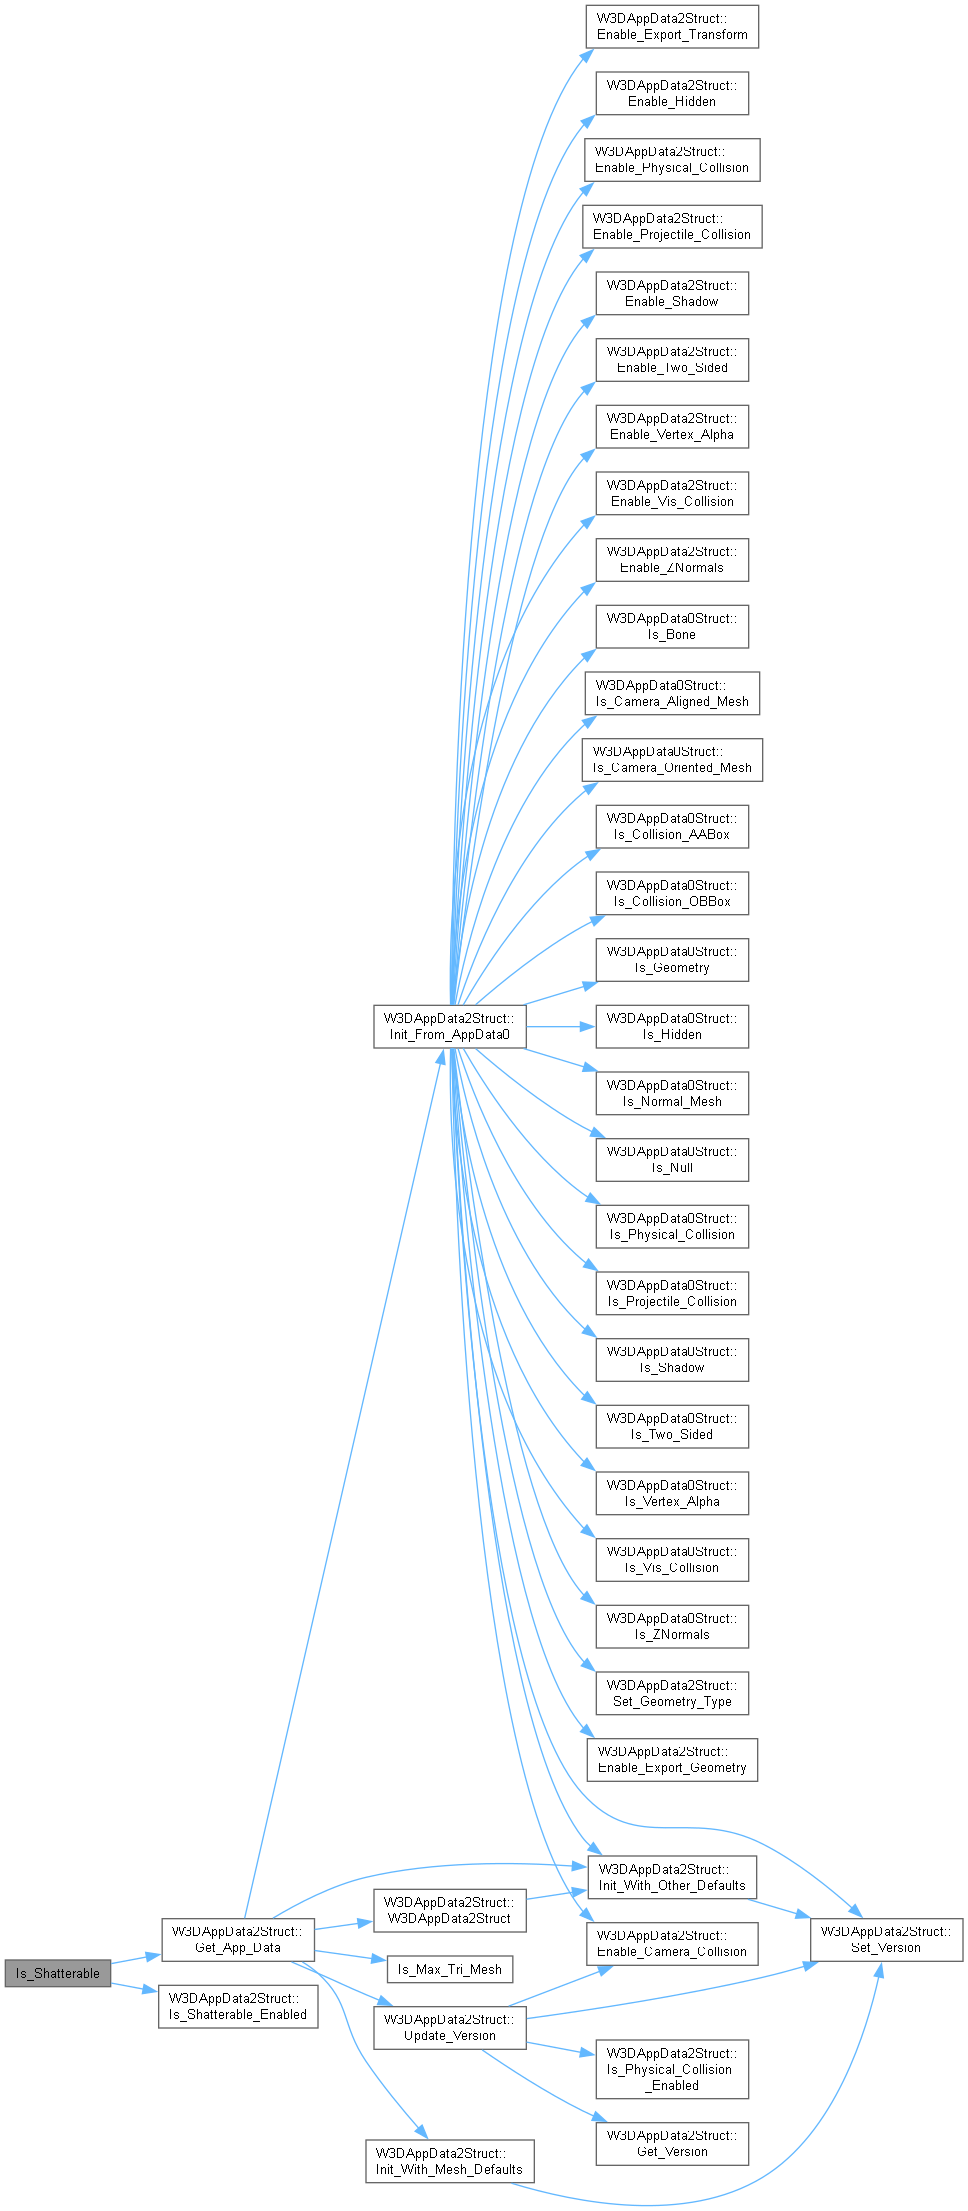 W3DAppData2Struct::
Enable_Export_Transform
W3DAppData2Struct::
Enable_Hidden
W3DAppData2Struct::
Enable_Physical_Collision
W3DAppData2Struct::
Enable_Projectile_Collision
W3DAppData2Struct::
Enable_Shadow
W3DAppData2Struct::
Enable_Two_Sided
W3DAppData2Struct::
Enable_Vertex_Alpha
W3DAppData2Struct::
Enable_Vis_Collision
W3DAppData2Struct::
Enable_ZNormals
W3DAppData0Struct::
Is_Bone
W3DAppData0Struct::
Is_Camera_Aligned_Mesh
W3DAppData0Struct::
Is_Camera_Oriented_Mesh
W3DAppData0Struct::
Is_Collision_AABox
W3DAppData0Struct::
Is_Collision_OBBox
W3DAppData0Struct::
Is_Geometry
W3DAppData2Struct::
Init_From_AppData0
W3DAppData0Struct::
Is_Hidden
W3DAppData0Struct::
Is_Normal_Mesh
W3DAppData0Struct::
Is_Null
W3DAppData0Struct::
Is_Physical_Collision
W3DAppData0Struct::
Is_Projectile_Collision
W3DAppData0Struct::
Is_Shadow
W3DAppData0Struct::
Is_Two_Sided
W3DAppData0Struct::
Is_Vertex_Alpha
W3DAppData0Struct::
Is_Vis_Collision
W3DAppData0Struct::
Is_ZNormals
W3DAppData2Struct::
Set_Geometry_Type
W3DAppData2Struct::
Enable_Export_Geometry
W3DAppData2Struct::
Init_With_Other_Defaults
W3DAppData2Struct::
W3DAppData2Struct
W3DAppData2Struct::
Get_App_Data
W3DAppData2Struct::
Enable_Camera_Collision
W3DAppData2Struct::
Set_Version
Is_Shatterable
Is_Max_Tri_Mesh
W3DAppData2Struct::
Is_Shatterable_Enabled
W3DAppData2Struct::
Update_Version
W3DAppData2Struct::
Is_Physical_Collision
_Enabled
W3DAppData2Struct::
Get_Version
W3DAppData2Struct::
Init_With_Mesh_Defaults